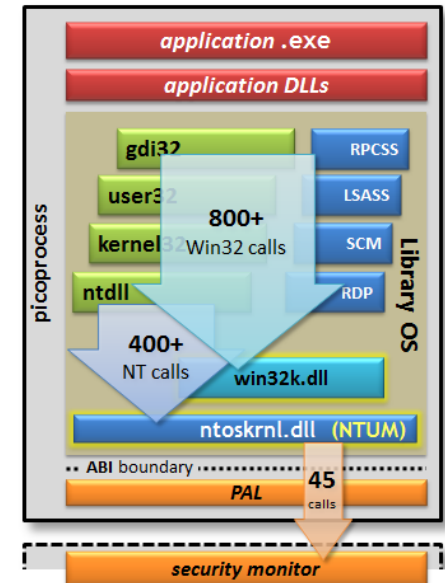 application .exe
application DLLs
gdi32
RPCSS
user32
LSASS
800+
Win32 calls
kernel32
SCM
ntdll
RDP
Library OS
picoprocess
400+
NT calls
win32k.dll
ntoskrnl.dll (NTUM)
ABI boundary
45
calls
PAL
security monitor